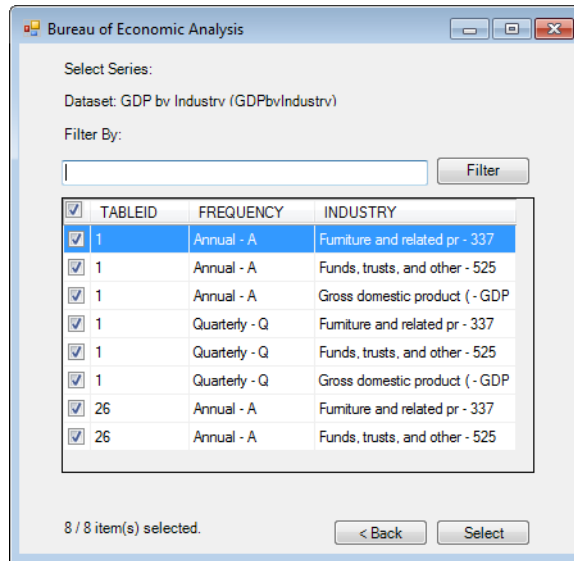 Bureau of Economic Analysis
Select Series:
Dataset: GDP by Industry (GDPbyIndustry)
Filter By:
Filter
TABLEID FREQUENCY INDUSTRY
1 Annual - A Furniture and related pr - 337
1 Annual - A Funds, trusts, and other - 525
1 Annual - A Gross domestic product ( - GDP
1 Quarterly - Q Furniture and related pr - 337
1 Quarterly - Q Funds, trusts, and other - 525
1 Quarterly - Q Gross domestic product ( - GDP
26 Annual - A Furniture and related pr - 337
26 Annual - A Funds, trusts, and other - 525
8 / 8 item(s) selected.
< Back Select